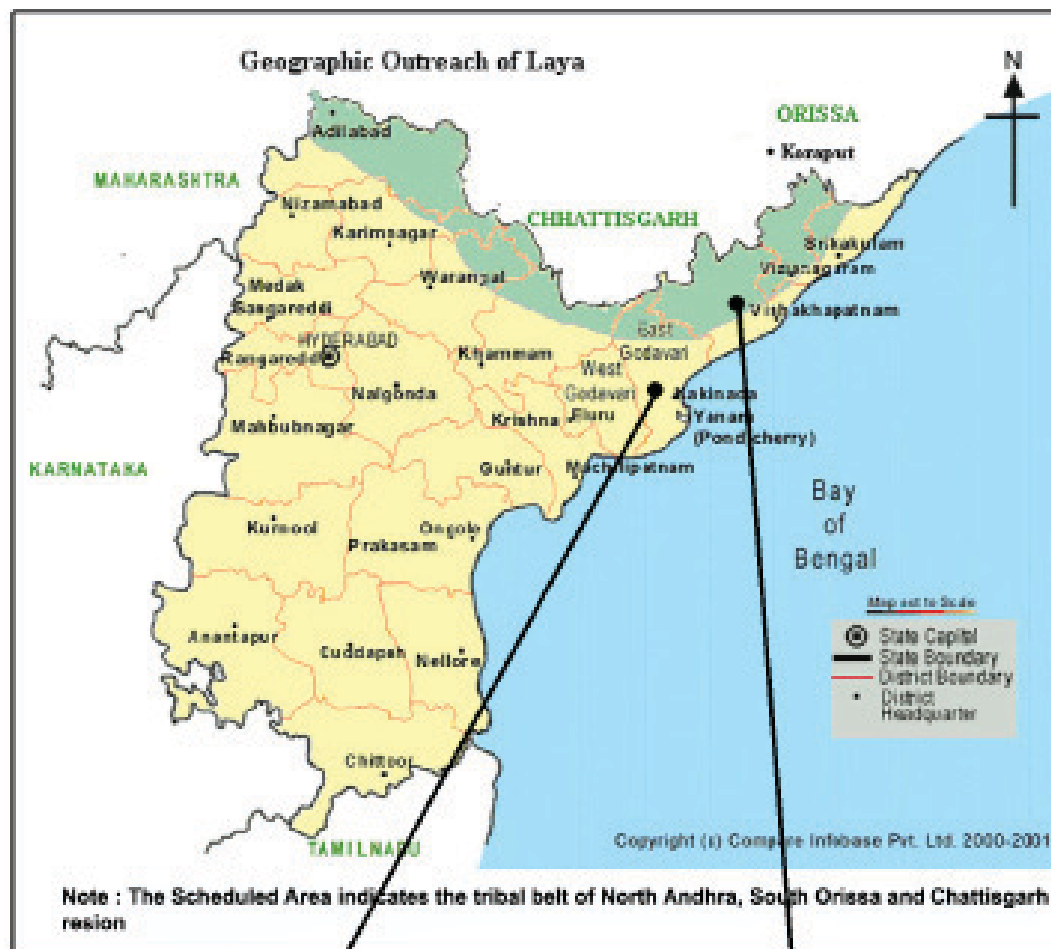 Geographic Outreach of Laya
N
ORISSA
Adilabad
Koraput
MAHARASHTRA
Nizamabad
CHHATTISGARH
Karimnagar
Srikakulam
Warangal
Vizianagaram
Medak
Sangareddi
Vishakhapatnam
HYDERABAD
East
Godavari
Rangareddi
Khammam
West
Godavari
Nalgonda
Kakinada
Krishna
Eluru
Yanam
(Pondicherry)
Mahbubnagar
KARNATAKA
Guntur
Machilipatnam
Bay
of
Bengal
Kurnool
Ongole
Prakasam
Map not to Scale
State Capital
State Boundary
District Boundary
District
Headquarter
Anantapur
Cuddapah
Nellore
Chittoor
TAMILNADU
Copyright (c) Compare Infobase Pvt. Ltd. 2000-2001
Note : The Scheduled Area indicates the tribal belt of North Andhra, South Orissa and Chattisgarh
resion